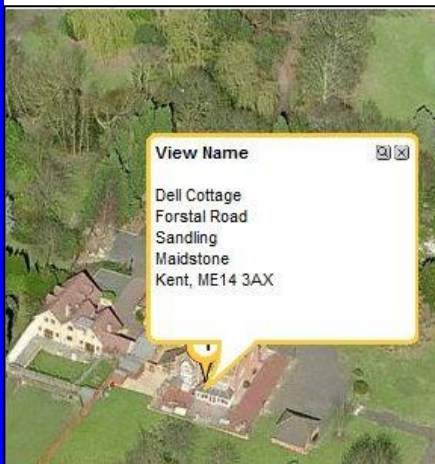 View Name
Dell Cottage
Forstal Road
Sandling
Maidstone
Kent, ME14 3AX